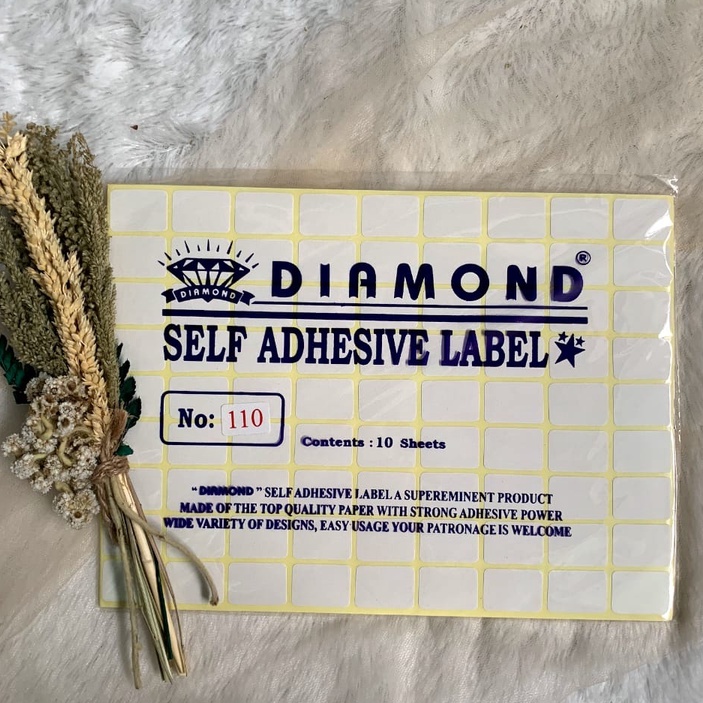 DIAMOND
DIAMOND®
SELF ADHESIVE LABEL
No: 110
Contents : 10 Sheets
“ DIAMOND ” SELF ADHESIVE LABEL A SUPEREMINENT PRODUCT
MADE OF THE TOP QUALITY PAPER WITH STRONG ADHESIVE POWER
WIDE VARIETY OF DESIGNS, EASY USAGE YOUR PATRONAGE IS WELCOME